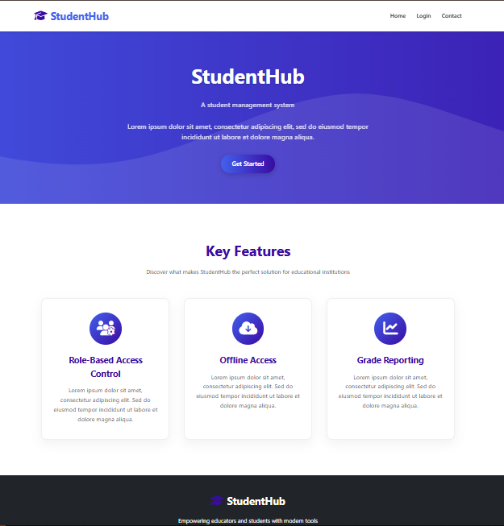 StudentHub
Home Login Contact
StudentHub
A student management system
Lorem ipsum dolor sit amet, consectetur adipiscing elit, sed do eiusmod tempor
incididunt ut labore et dolore magna aliqua.
Get Started
Key Features
Discover what makes StudentHub the perfect solution for educational institutions
Role-Based Access
Control
Lorem ipsum dolor sit amet,
consectetur adipiscing elit. Sed do
eiusmod tempor incididunt ut labore et
dolore magna aliqua.
Offline Access
Lorem ipsum dolor sit amet,
consectetur adipiscing elit. Sed do
eiusmod tempor incididunt ut labore et
dolore magna aliqua.
Grade Reporting
Lorem ipsum dolor sit amet,
consectetur adipiscing elit. Sed do
eiusmod tempor incididunt ut labore et
dolore magna aliqua.
StudentHub
Empowering educators and students with modern tools